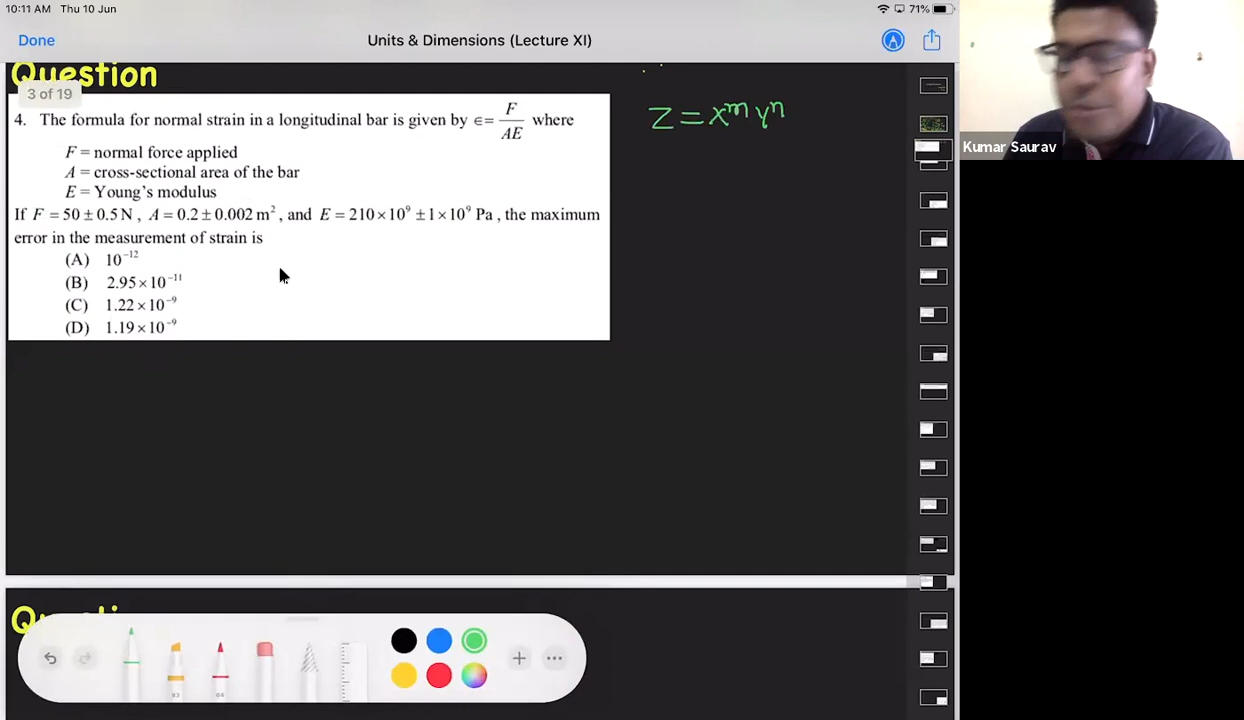 10:11 AM Thu 10 Jun
71%
Done
Units & Dimensions (Lecture XI)
Question
3 of 19
4. The formula for normal strain in a longitudinal bar is given by ϵ= F/AE where
F = normal force applied
A = cross-sectional area of the bar
E = Young's modulus
If F = 50 ± 0.5 N , A = 0.2 ± 0.002 m², and E = 210×10⁹ ±1×10⁹ Pa , the maximum
error in the measurement of strain is
(A) 10⁻¹²
(B) 2.95×10⁻¹¹
(C) 1.22×10⁻⁹
(D) 1.19×10⁻⁹
Z = X^m Y^n
Kumar Saurav